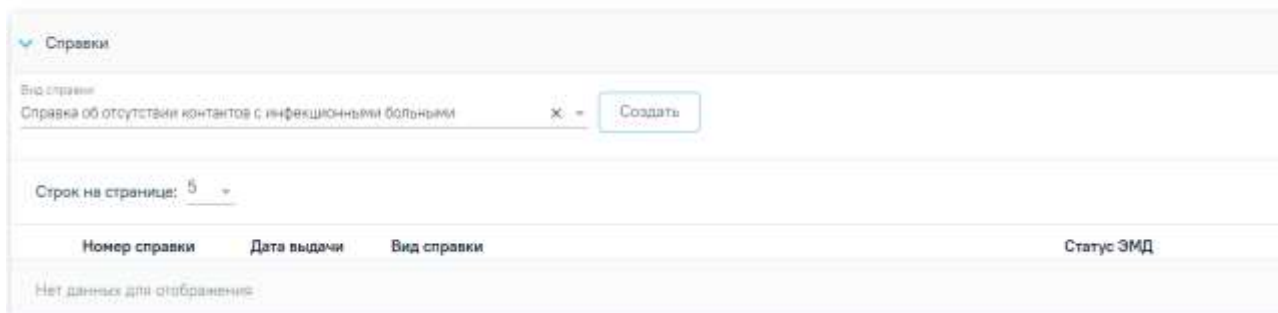 Справки
Вид справки
Справка об отсутствии контактов с инфекционными больными
Создать
Строк на странице: 5
Номер справки Дата выдачи Вид справки Статус ЭМД
Нет данных для отображения